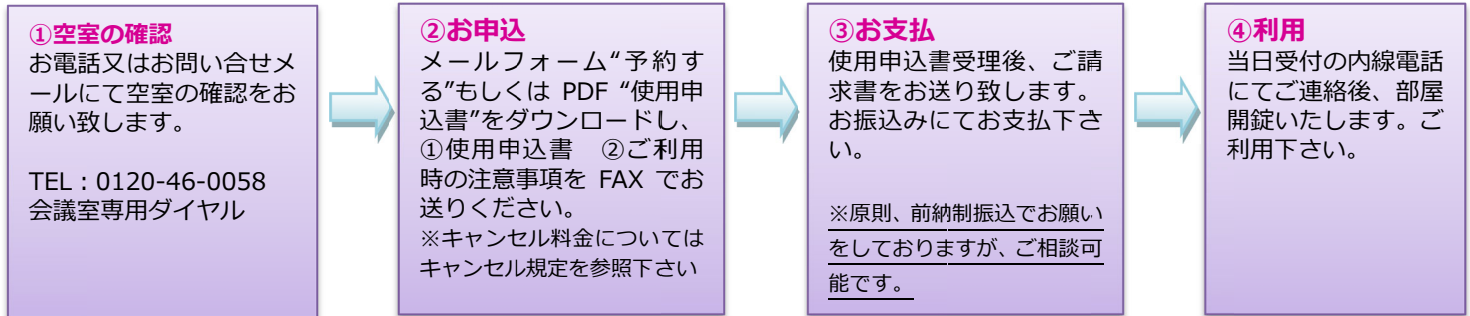 ①空室の確認
お電話又はお問い合せメ
ールにて空室の確認をお
願い致します。
TEL:0120-46-0058
会議室専用ダイヤル
②お申込
メールフォーム“予約す
る”もしくは PDF “使用申
込書”をダウンロードし、
①使用申込書 ②ご利用
時の注意事項を FAX でお
送りください。
※キャンセル料金については
キャンセル規定を参照下さい
③お支払
使用申込書受理後、ご請
求書をお送り致します。
お振込みにてお支払下さ
い。
※原則、前納制振込でお願い
をしておりますが、ご相談可
能です。
④利用
当日受付の内線電話
にてご連絡後、部屋
開錠いたします。ご
利用下さい。